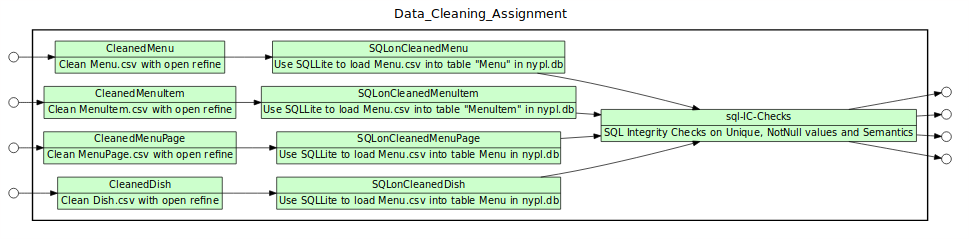 Data_Cleaning_Assignment
CleanedMenu
Clean Menu.csv with open refine
SQLonCleanedMenu
Use SQLLite to load Menu.csv into table "Menu" in nypl.db
CleanedMenuItem
Clean MenuItem.csv with open refine
SQLonCleanedMenuItem
Use SQLLite to load Menu.csv into table "MenuItem" in nypl.db
sql-IC-Checks
SQL Integrity Checks on Unique, NotNull values and Semantics
CleanedMenuPage
Clean MenuPage.csv with open refine
SQLonCleanedMenuPage
Use SQLLite to load Menu.csv into table Menu in nypl.db
CleanedDish
Clean Dish.csv with open refine
SQLonCleanedDish
Use SQLLite to load Menu.csv into table Menu in nypl.db